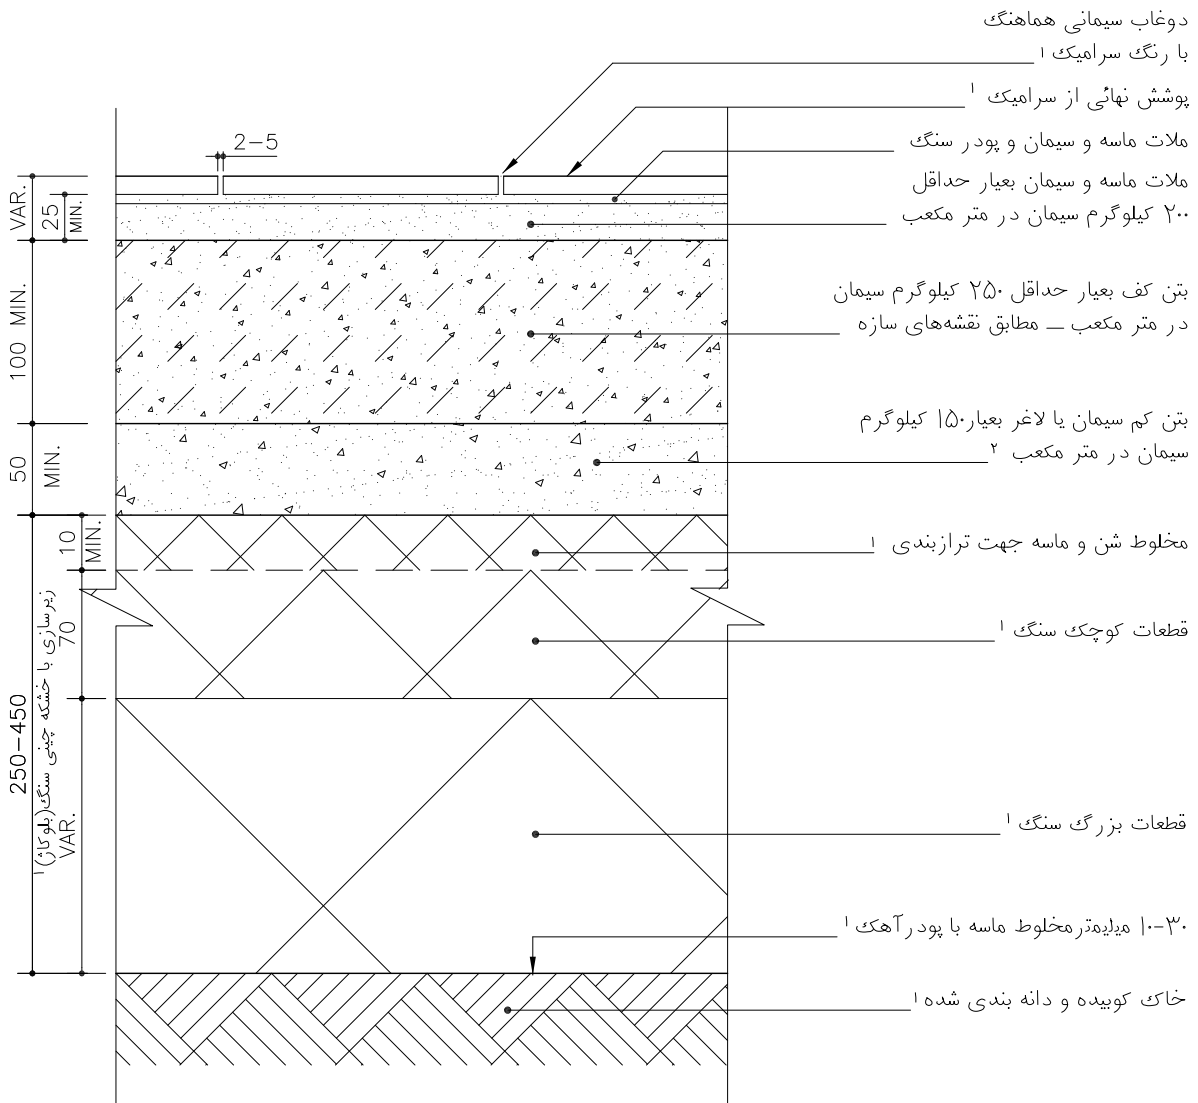 دوغاب سیمانی هماهنگ
با رنگ سرامیک ۱
پوشش نهائی از سرامیک ۱
ملات ماسه و سیمان و پودر سنگ
ملات ماسه و سیمان بعیار حداقل
۲۰۰ کیلوگرم سیمان در متر مکعب
بتن کف بعیار حداقل ۲۵۰ کیلوگرم سیمان
در متر مکعب ــ مطابق نقشه‌های سازه
بتن کم سیمان یا لاغر بعیار۱۵۰ کیلوگرم
سیمان در متر مکعب ۲
مخلوط شن و ماسه جهت ترازبندی ۱
قطعات کوچک سنگ ۱
قطعات بزرگ سنگ ۱
۱۰-۳۰ میلیمتر مخلوط ماسه با پودر آهک ۱
خاک کوبیده و دانه بندی شده ۱
2-5
VAR.
25
MIN.
100 MIN.
50
MIN.
10
MIN.
70
250-450
زیرسازی با خشکه چینی سنگ(بلوکاژ)۱
VAR.